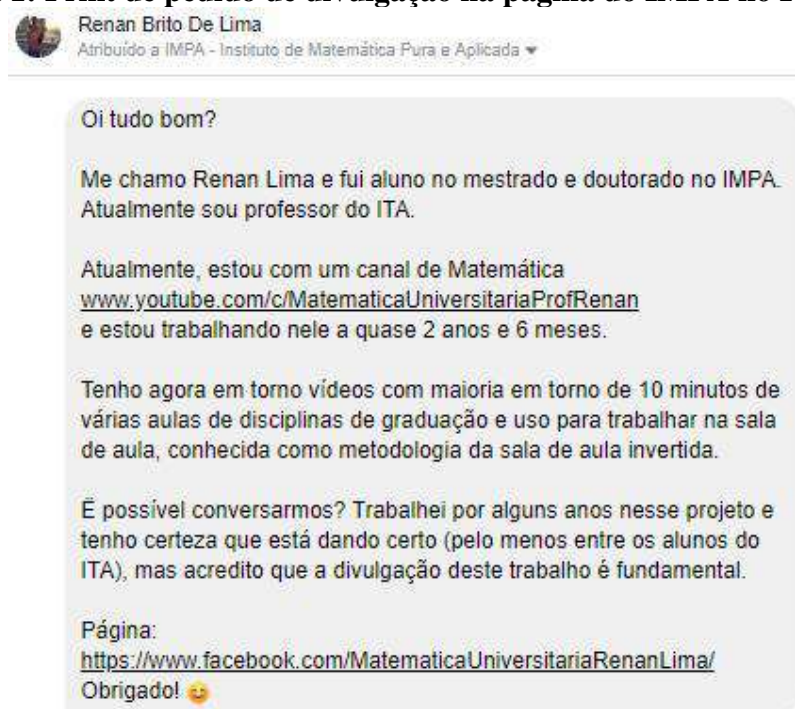 Renan Brito De Lima
Atribuído a IMPA - Instituto de Matemática Pura e Aplicada
Oi tudo bom?
Me chamo Renan Lima e fui aluno no mestrado e doutorado no IMPA.
Atualmente sou professor do ITA.
Atualmente, estou com um canal de Matemática
www.youtube.com/c/MatematicaUniversitariaProfRenan
e estou trabalhando nele a quase 2 anos e 6 meses.
Tenho agora em torno vídeos com maioria em torno de 10 minutos de
várias aulas de disciplinas de graduação e uso para trabalhar na sala
de aula, conhecida como metodologia da sala de aula invertida.
É possível conversarmos? Trabalhei por alguns anos nesse projeto e
tenho certeza que está dando certo (pelo menos entre os alunos do
ITA), mas acredito que a divulgação deste trabalho é fundamental.
Página:
https://www.facebook.com/MatematicaUniversitariaRenanLima/
Obrigado! 😊